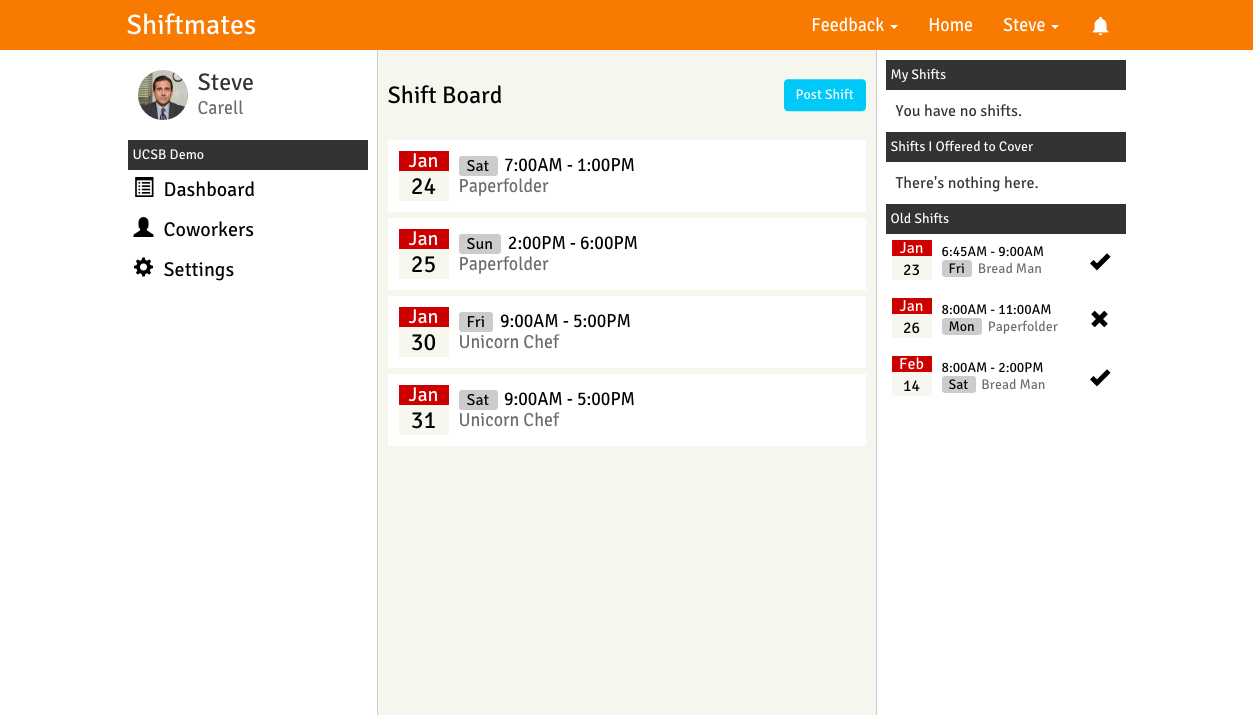 Shiftmates
Feedback Home Steve
Steve
Carell
UCSB Demo
Dashboard
Coworkers
Settings
Shift Board
Post Shift
Jan
24
Sat 7:00AM - 1:00PM
Paperfolder
Jan
25
Sun 2:00PM - 6:00PM
Paperfolder
Jan
30
Fri 9:00AM - 5:00PM
Unicorn Chef
Jan
31
Sat 9:00AM - 5:00PM
Unicorn Chef
My Shifts
You have no shifts.
Shifts I Offered to Cover
There's nothing here.
Old Shifts
Jan
23
6:45AM - 9:00AM
Fri Bread Man
Jan
26
8:00AM - 11:00AM
Mon Paperfolder
Feb
14
8:00AM - 2:00PM
Sat Bread Man